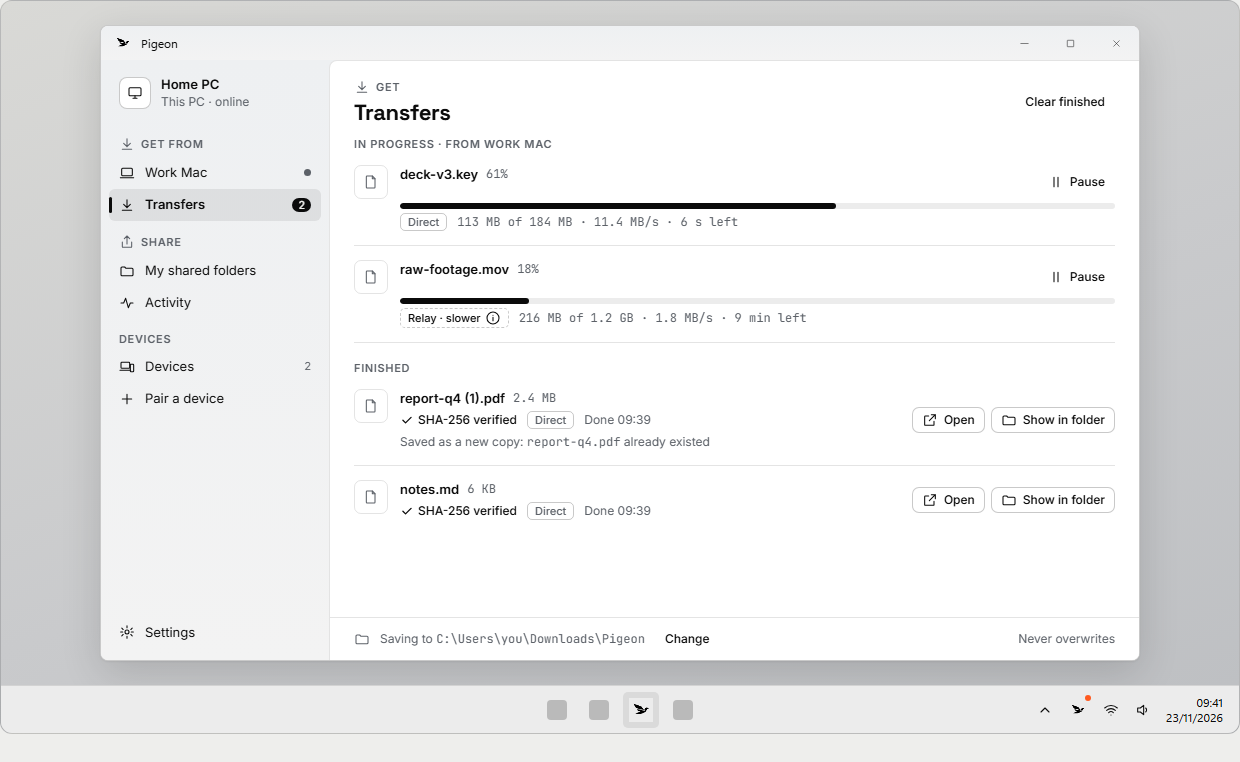 Pigeon
Home PC
This PC · online
GET FROM
Work Mac
Transfers 2
SHARE
My shared folders
Activity
DEVICES
Devices 2
Pair a device
Settings
GET
Transfers
Clear finished
IN PROGRESS · FROM WORK MAC
deck-v3.key 61%
Pause
Direct 113 MB of 184 MB · 11.4 MB/s · 6 s left
raw-footage.mov 18%
Pause
Relay · slower 216 MB of 1.2 GB · 1.8 MB/s · 9 min left
FINISHED
report-q4 (1).pdf 2.4 MB
SHA-256 verified Direct Done 09:39
Open Show in folder
Saved as a new copy: report-q4.pdf already existed
notes.md 6 KB
SHA-256 verified Direct Done 09:39
Open Show in folder
Saving to C:\Users\you\Downloads\Pigeon Change
Never overwrites
09:41
23/11/2026